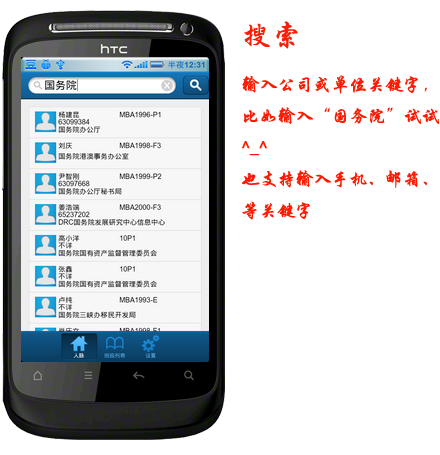 hTC
半夜12:31
国务院
杨建昆 MBA1996-P1
63099384
国务院办公厅
刘庆 MBA1998-F3
国务院港澳事务办公室
尹智刚 MBA1999-P2
63097668
国务院办公厅秘书局
姜浩端 MBA2000-F3
65237202
DRC国务院发展研究中心信息中心
高小洋 10P1
不详
国务院国有资产监督管理委员会
张鑫 10P1
不详
国务院国有资产监督管理委员会
卢纯 MBA1993-E
不详
国务院三峡办移民开发局
人脉
班级列表
设置
搜索
输入公司或单位关键字，
比如输入“国务院”试试
^_^
也支持输入手机、邮箱、
等关键字